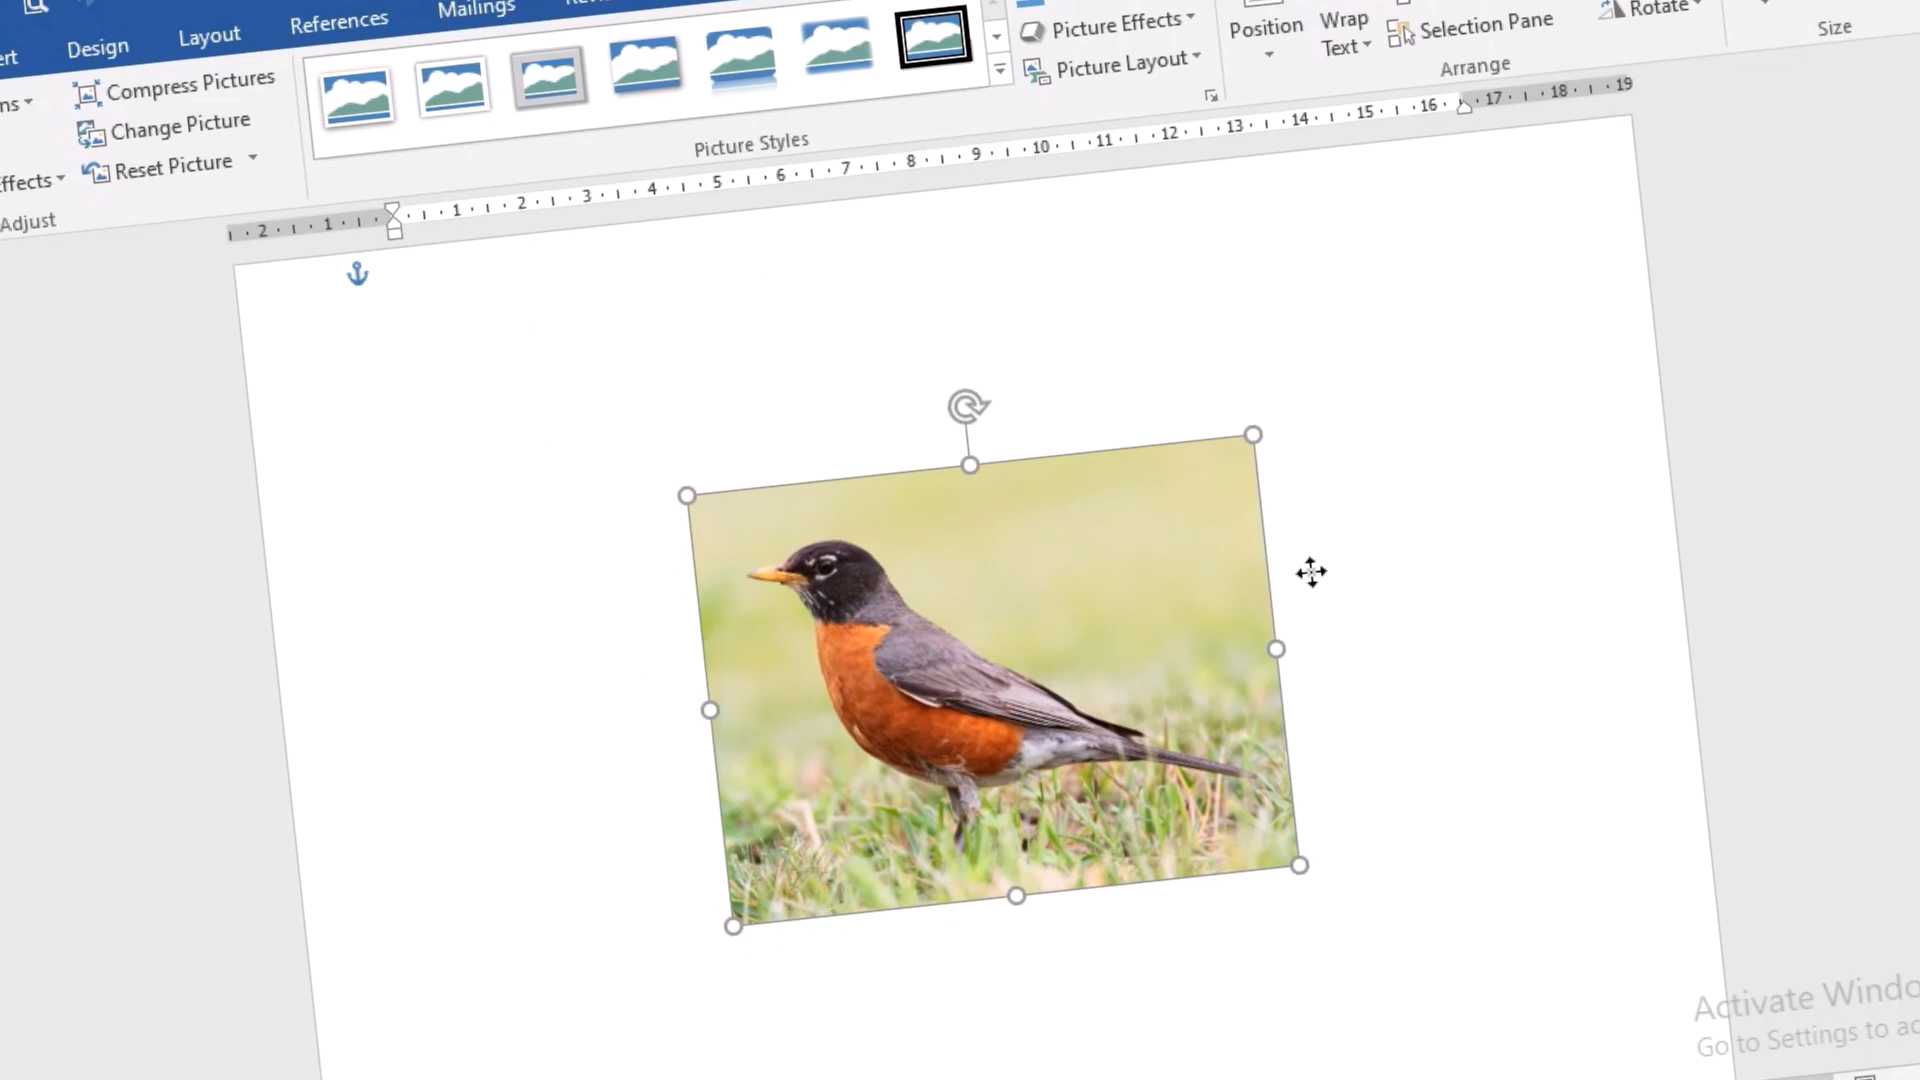 Design
Layout
References
Mailings
Compress Pictures
Change Picture
Reset Picture
Adjust
Picture Styles
Picture Effects
Picture Layout
Position
Wrap
Text
Selection Pane
Rotate
Arrange
Size
2 1 1 2 3 4 5 6 7 8 9 10 11 12 13 14 15 16 17 18 19
Activate
Go to Settings to